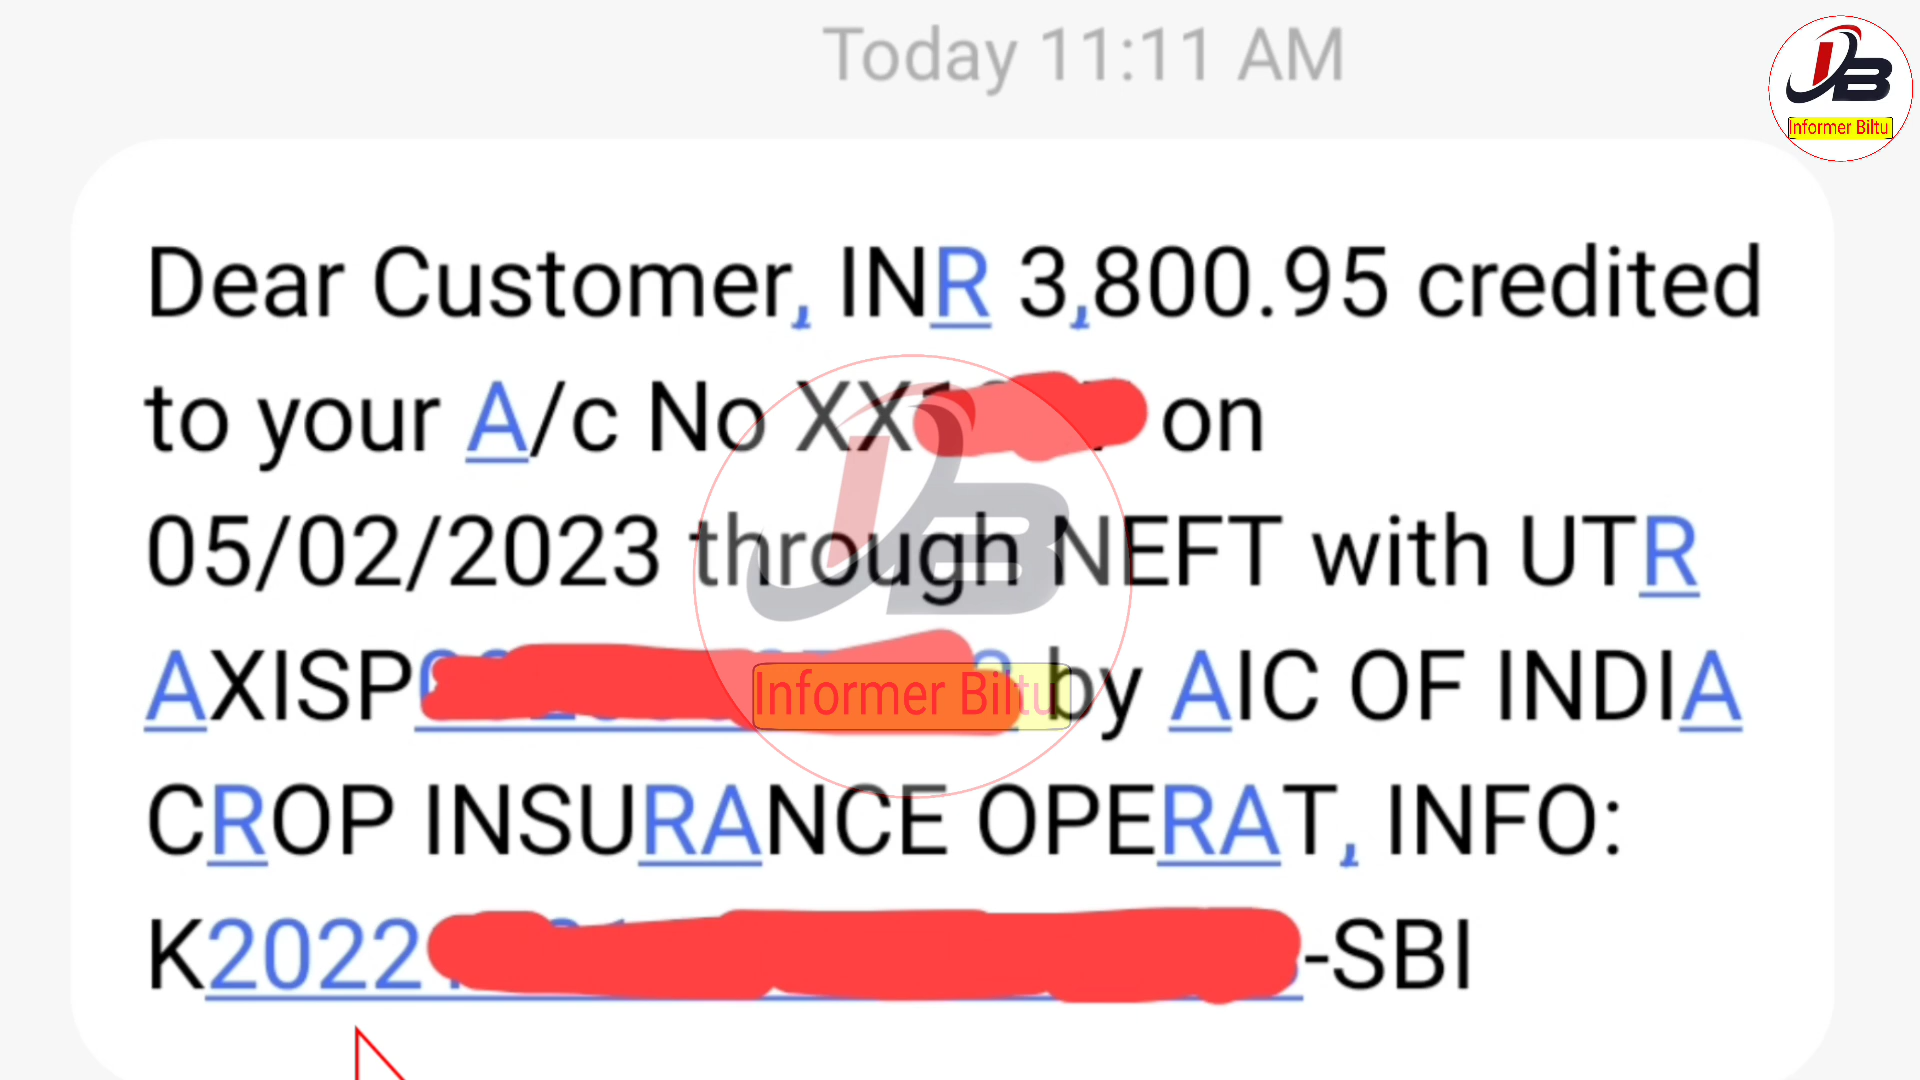 Today 11:11 AM
Informer Biltu
Dear Customer, INR 3,800.95 credited
to your A/c No XX on
05/02/2023 through NEFT with UTR
AXISP by AIC OF INDIA
Informer Biltu
CROP INSURANCE OPERAT, INFO:
K2022 -SBI